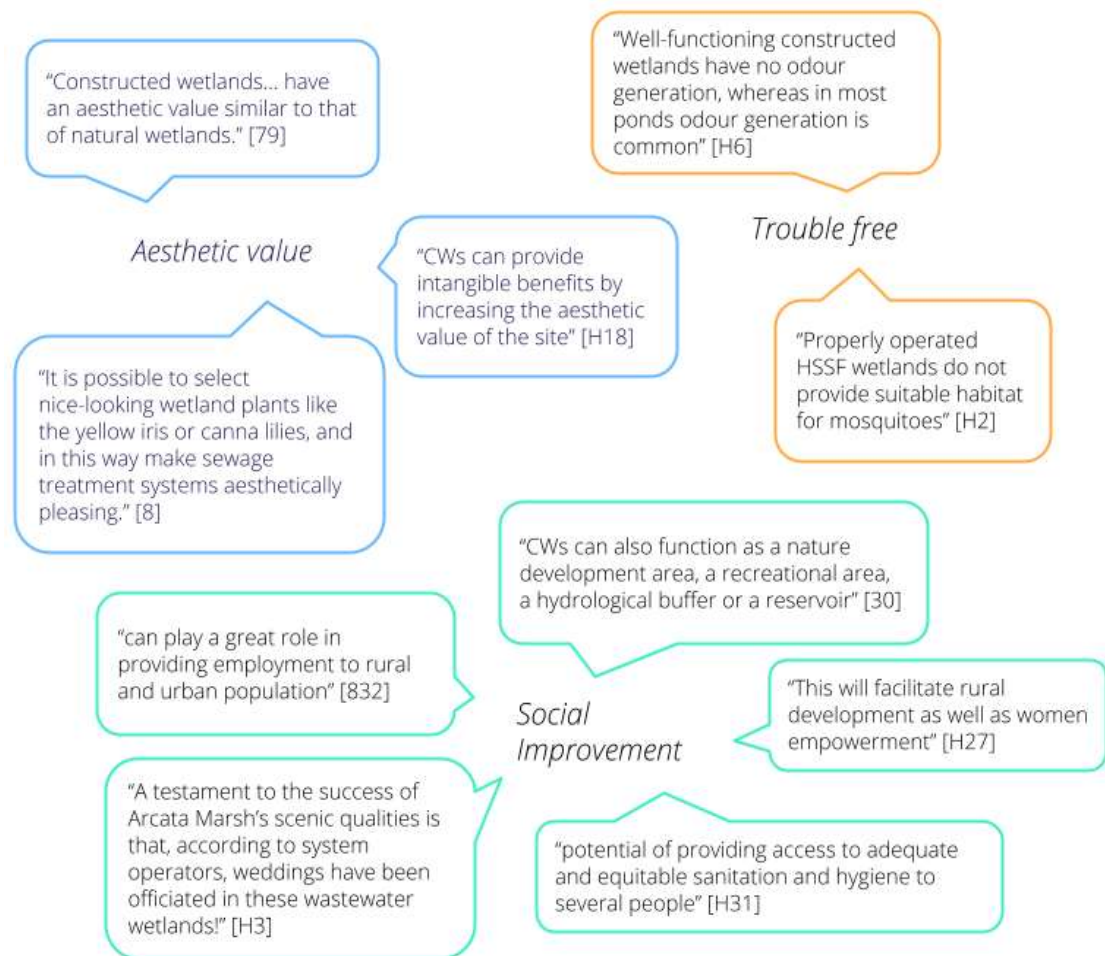 “Constructed wetlands... have
an aesthetic value similar to that
of natural wetlands.” [79]
“Well-functioning constructed
wetlands have no odour
generation, whereas in most
ponds odour generation is
common” [H6]
Aesthetic value
Trouble free
“CWs can provide
intangible benefits by
increasing the aesthetic
value of the site” [H18]
“Properly operated
HSSF wetlands do not
provide suitable habitat
for mosquitoes” [H2]
“It is possible to select
nice-looking wetland plants like
the yellow iris or canna lilies, and
in this way make sewage
treatment systems aesthetically
pleasing.” [8]
“CWs can also function as a nature
development area, a recreational area,
a hydrological buffer or a reservoir” [30]
“can play a great role in
providing employment to rural
and urban population” [832]
Social
Improvement
“This will facilitate rural
development as well as women
empowerment” [H27]
“A testament to the success of
Arcata Marsh’s scenic qualities is
that, according to system
operators, weddings have been
officiated in these wastewater
wetlands!” [H3]
“potential of providing access to adequate
and equitable sanitation and hygiene to
several people” [H31]